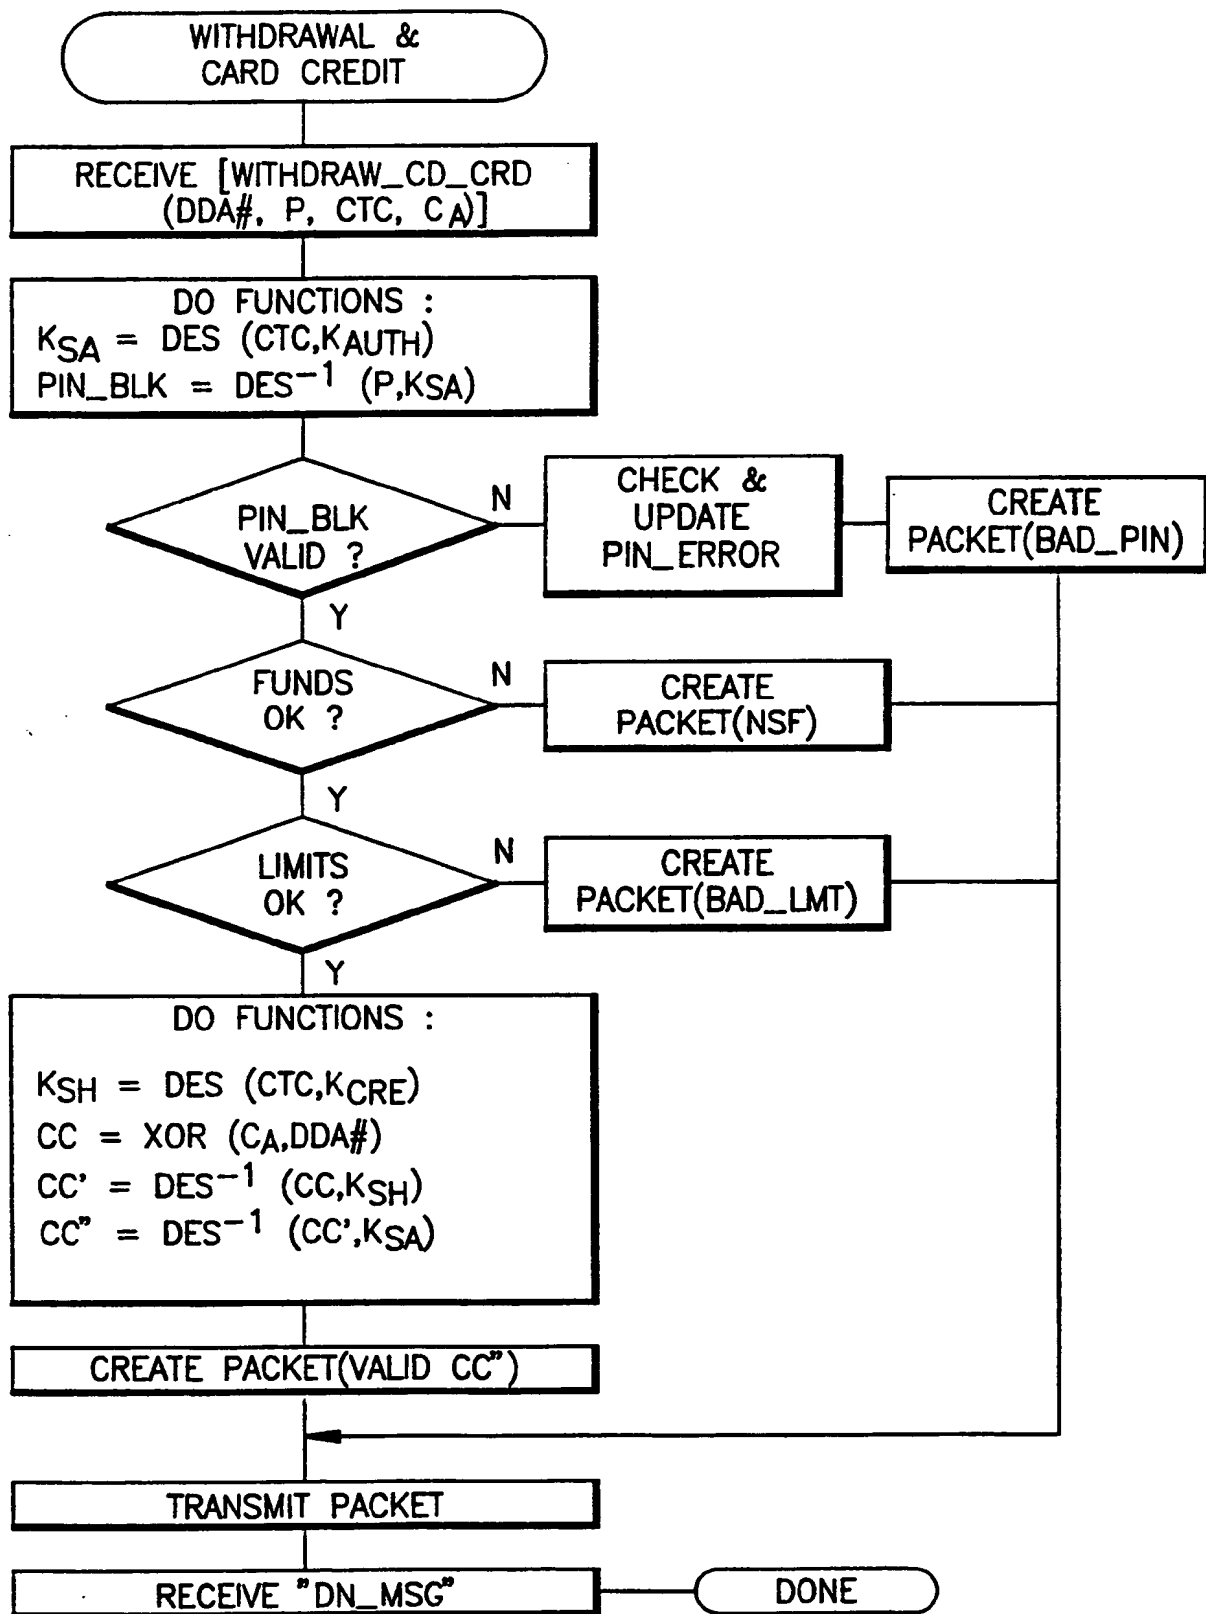 WITHDRAWAL &
CARD CREDIT
RECEIVE [WITHDRAW_CD_CRD
(DDA#, P, CTC, CA)]
DO FUNCTIONS :
KSA = DES (CTC,KAUTH)
PIN_BLK = DES⁻¹ (P,KSA)
PIN_BLK
VALID ?
N
CHECK &
UPDATE
PIN_ERROR
CREATE
PACKET(BAD_PIN)
Y
FUNDS
OK ?
N
CREATE
PACKET(NSF)
Y
LIMITS
OK ?
N
CREATE
PACKET(BAD_LMT)
Y
DO FUNCTIONS :
KSH = DES (CTC,KCRE)
CC = XOR (CA,DDA#)
CC' = DES⁻¹ (CC,KSH)
CC" = DES⁻¹ (CC',KSA)
CREATE PACKET(VALID CC")
TRANSMIT PACKET
RECEIVE "DN_MSG"
DONE